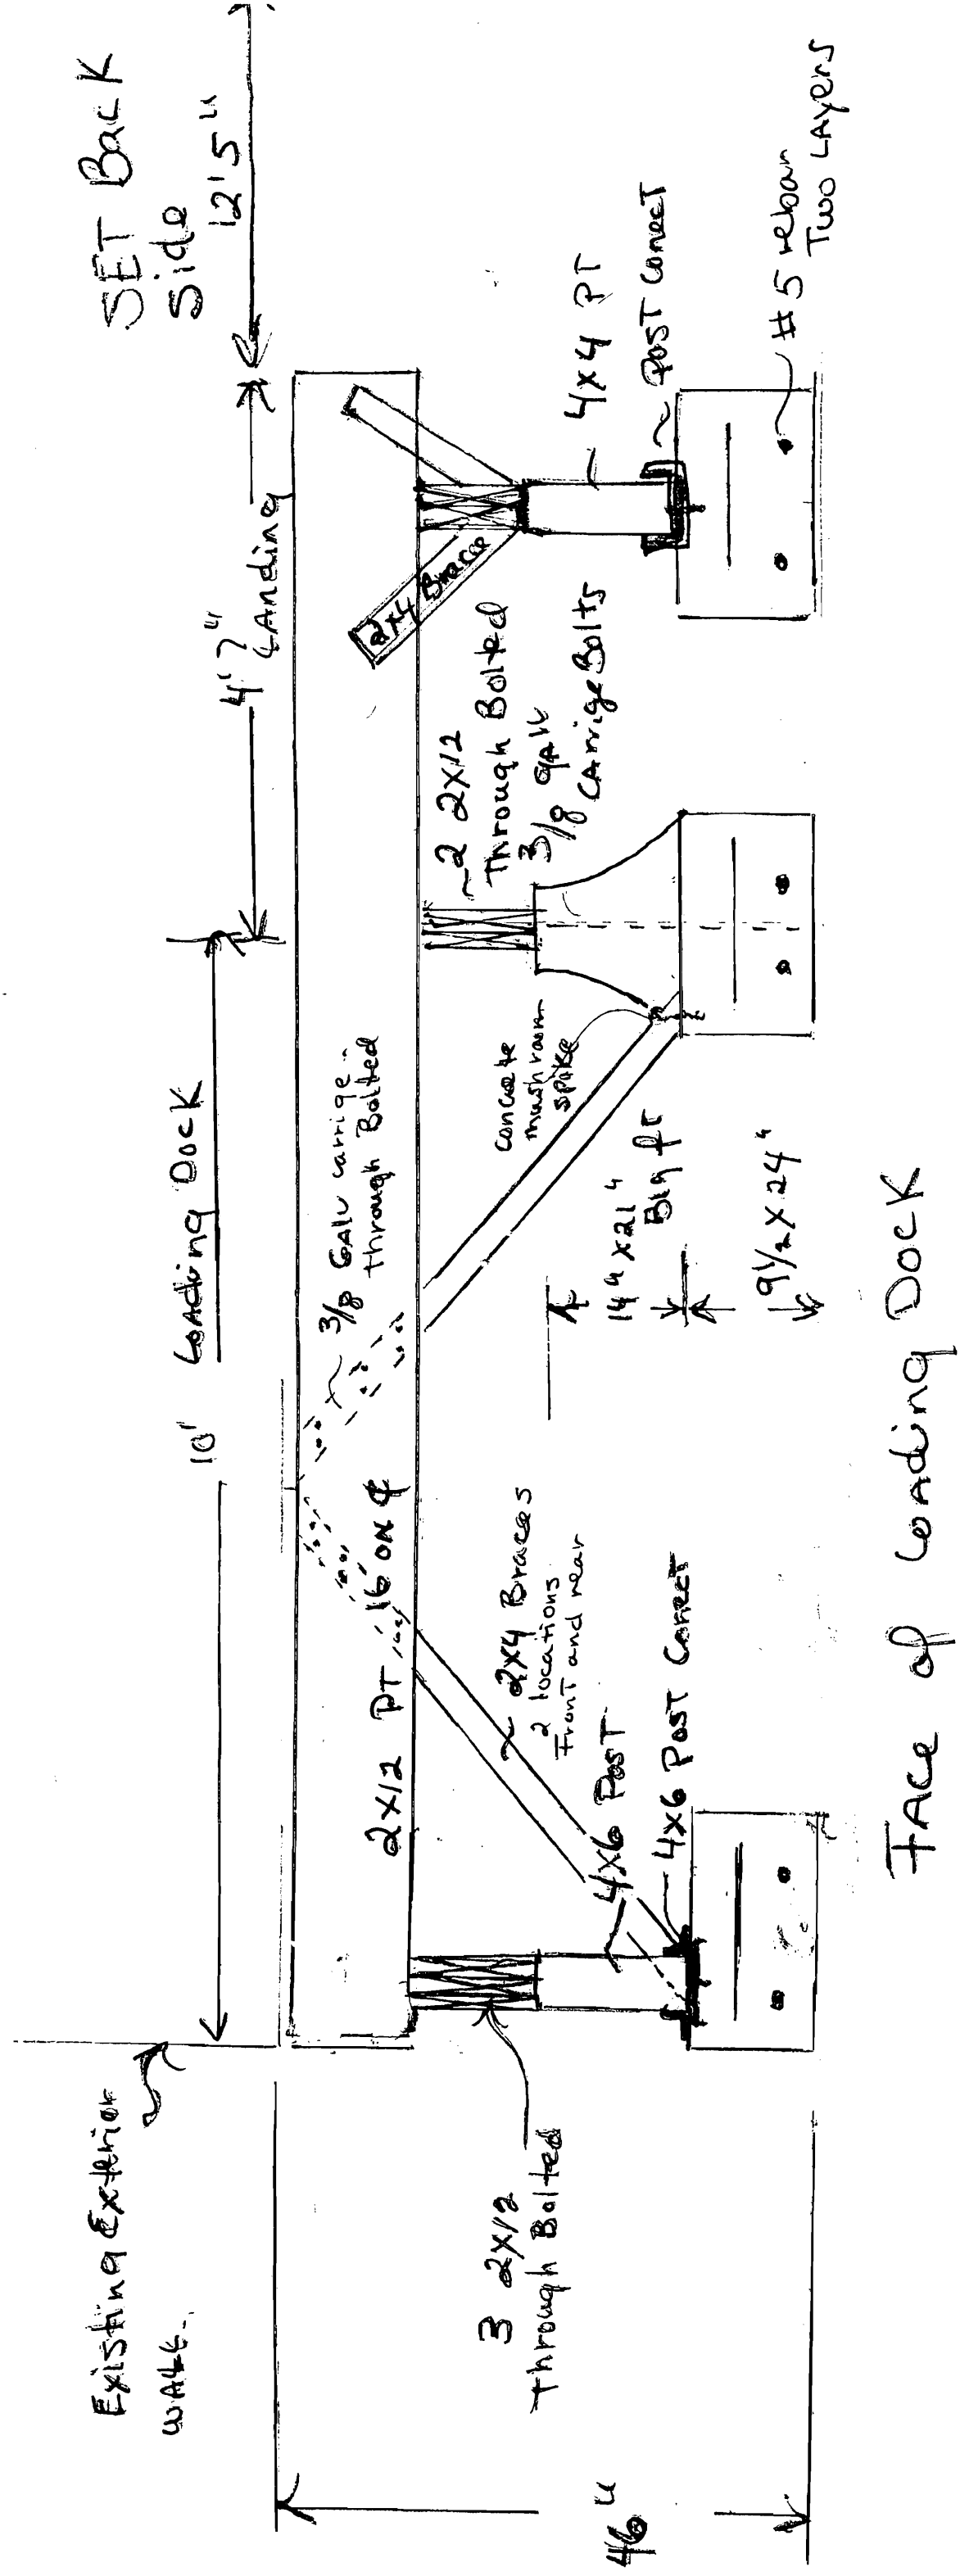 SET Back
Side
12' 5"
4' 7"
LANding
10' LoAding DOCK
Existing Exterior
WALL.
3/8 GALV carrige
through Bolted
2x4 Brace
2x12 PT, 16 ON ¢
2 2x12
Through Bolted
3/8 GALV
CArrigeBolts
4x4 PT
POST Conect
#5 rebar
Two LAyers
concrete
mushroom
spike
2x4 Braces
2 locations
Front and rear
14" x21"
Big ft
9 1/2 x 24"
4x6 Post
4x6 Post Conect
3 2x12
through Bolted
46"
FAce of LoAding DOCK